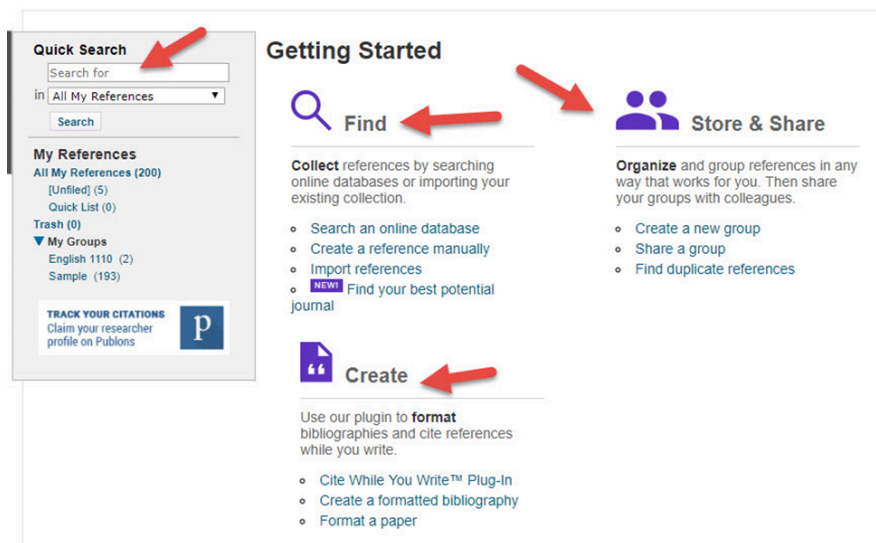 Quick Search
Search for
in All My References
Search
My References
All My References (200)
[Unfiled] (5)
Quick List (0)
Trash (0)
My Groups
English 1110 (2)
Sample (193)
TRACK YOUR CITATIONS
Claim your researcher
profile on Publons
p
Getting Started
Find
Collect references by searching
online databases or importing your
existing collection.
Search an online database
Create a reference manually
Import references
NEW! Find your best potential
journal
Store & Share
Organize and group references in any
way that works for you. Then share
your groups with colleagues.
Create a new group
Share a group
Find duplicate references
Create
Use our plugin to format
bibliographies and cite references
while you write.
Cite While You Write™ Plug-In
Create a formatted bibliography
Format a paper